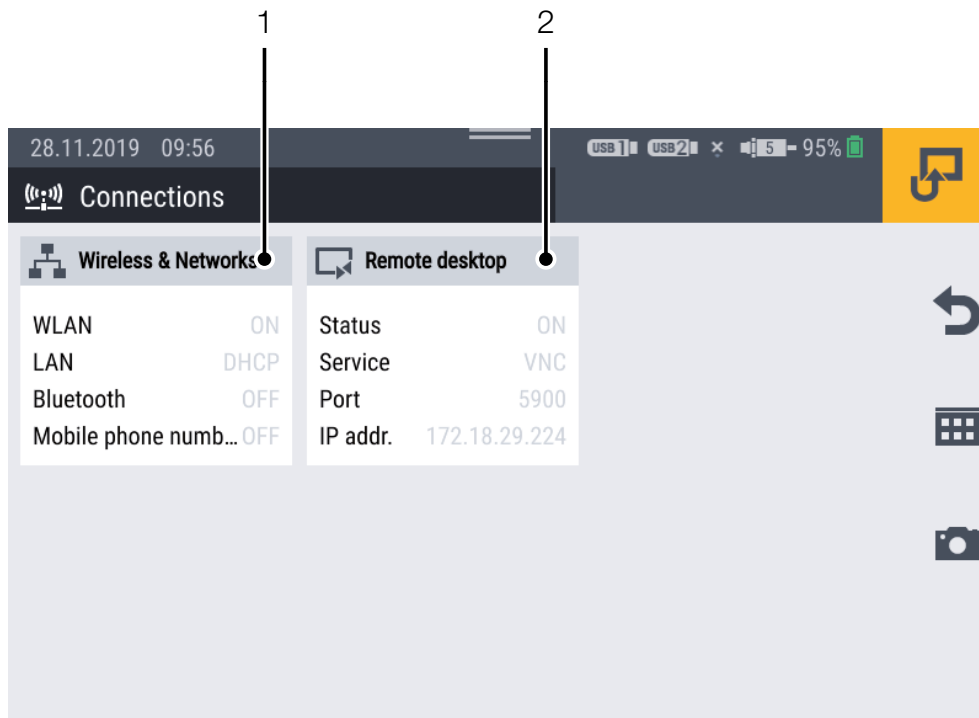 1 2
28.11.2019 09:56 USB 1 USB 2 5 95%
Connections
Wireless & Networks Remote desktop
WLAN ON Status ON
LAN DHCP Service VNC
Bluetooth OFF Port 5900
Mobile phone numb... OFF IP addr. 172.18.29.224